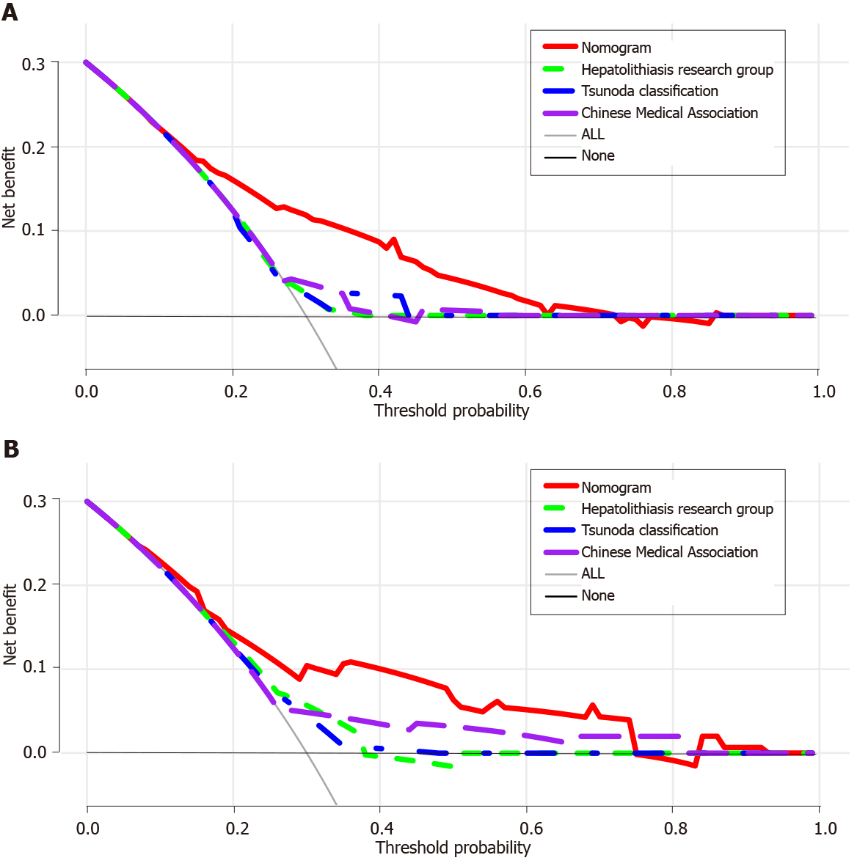 A
Nomogram
Hepatolithiasis research group
Tsunoda classification
Chinese Medical Association
ALL
None
Net benefit
0.3
0.2
0.1
0.0
0.0 0.2 0.4 0.6 0.8 1.0
Threshold probability
B
Nomogram
Hepatolithiasis research group
Tsunoda classification
Chinese Medical Association
ALL
None
Net benefit
0.3
0.2
0.1
0.0
0.0 0.2 0.4 0.6 0.8 1.0
Threshold probability